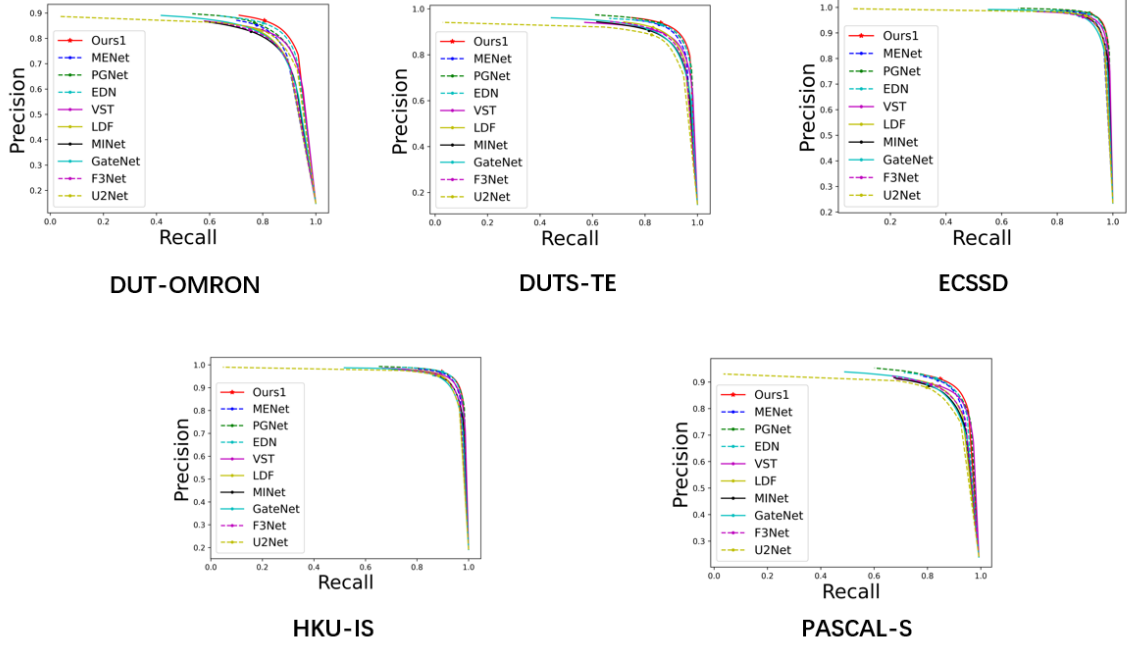 Precision
0.9
0.8
0.7
0.6
0.5
0.4
0.3
0.2
Ours1
MENet
PGNet
EDN
VST
LDF
MINet
GateNet
F3Net
U2Net
0.0 0.2 0.4 0.6 0.8 1.0
Recall
DUT-OMRON
Precision
1.0
0.8
0.6
0.4
0.2
Ours1
MENet
PGNet
EDN
VST
LDF
MINet
GateNet
F3Net
U2Net
0.0 0.2 0.4 0.6 0.8 1.0
Recall
DUTS-TE
Precision
1.0
0.9
0.8
0.7
0.6
0.5
0.4
0.3
0.2
Ours1
MENet
PGNet
EDN
VST
LDF
MINet
GateNet
F3Net
U2Net
0.0 0.2 0.4 0.6 0.8 1.0
Recall
ECSSD
Precision
1.0
0.9
0.8
0.7
0.6
0.5
0.4
0.3
0.2
Ours1
MENet
PGNet
EDN
VST
LDF
MINet
GateNet
F3Net
U2Net
0.0 0.2 0.4 0.6 0.8 1.0
Recall
HKU-IS
Precision
0.9
0.8
0.7
0.6
0.5
0.4
0.3
Ours1
MENet
PGNet
EDN
VST
LDF
MINet
GateNet
F3Net
U2Net
0.0 0.2 0.4 0.6 0.8 1.0
Recall
PASCAL-S